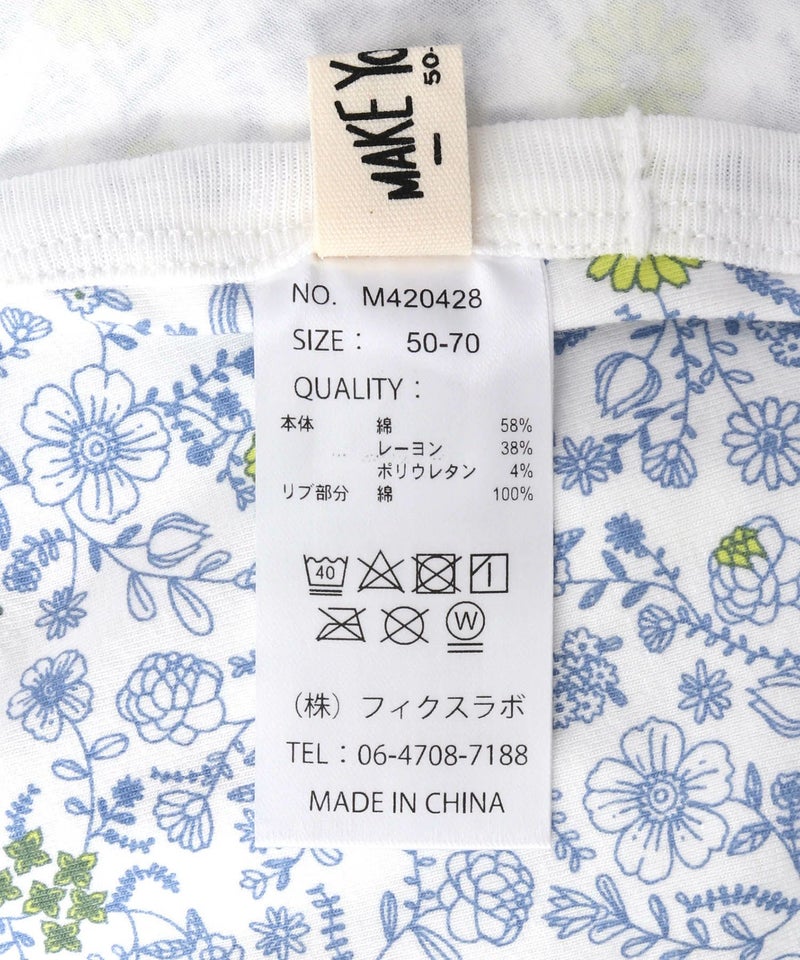 MAKE
50-
NO. M420428
SIZE： 50-70
QUALITY：
本体 綿 58%
レーヨン 38%
ポリウレタン 4%
リブ部分 綿 100%
40
W
（株）フィクスラボ
TEL：06-4708-7188
MADE IN CHINA